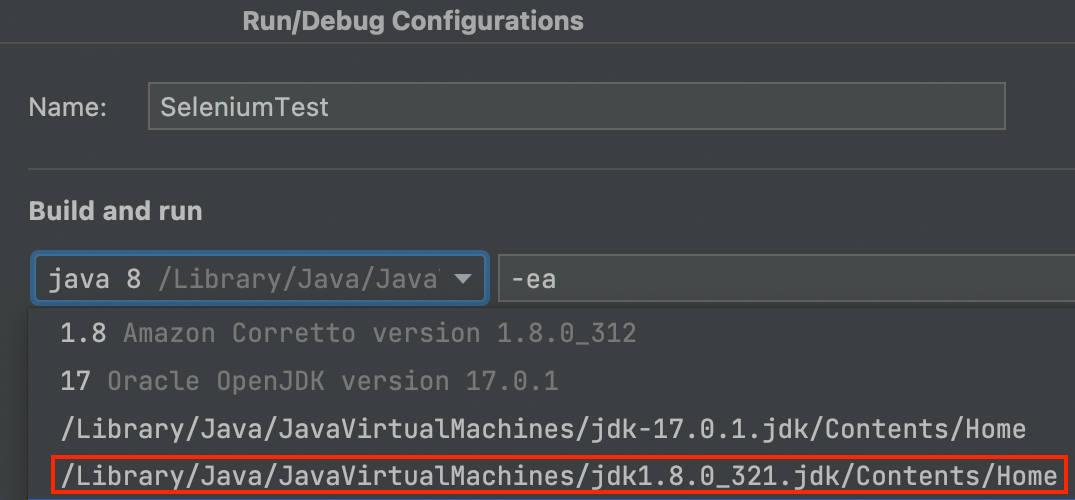 Run/Debug Configurations
Name: SeleniumTest
Build and run
java 8 /Library/Java/Java -ea
1.8 Amazon Corretto version 1.8.0_312
17 Oracle OpenJDK version 17.0.1
/Library/Java/JavaVirtualMachines/jdk-17.0.1.jdk/Contents/Home
/Library/Java/JavaVirtualMachines/jdk1.8.0_321.jdk/Contents/Home